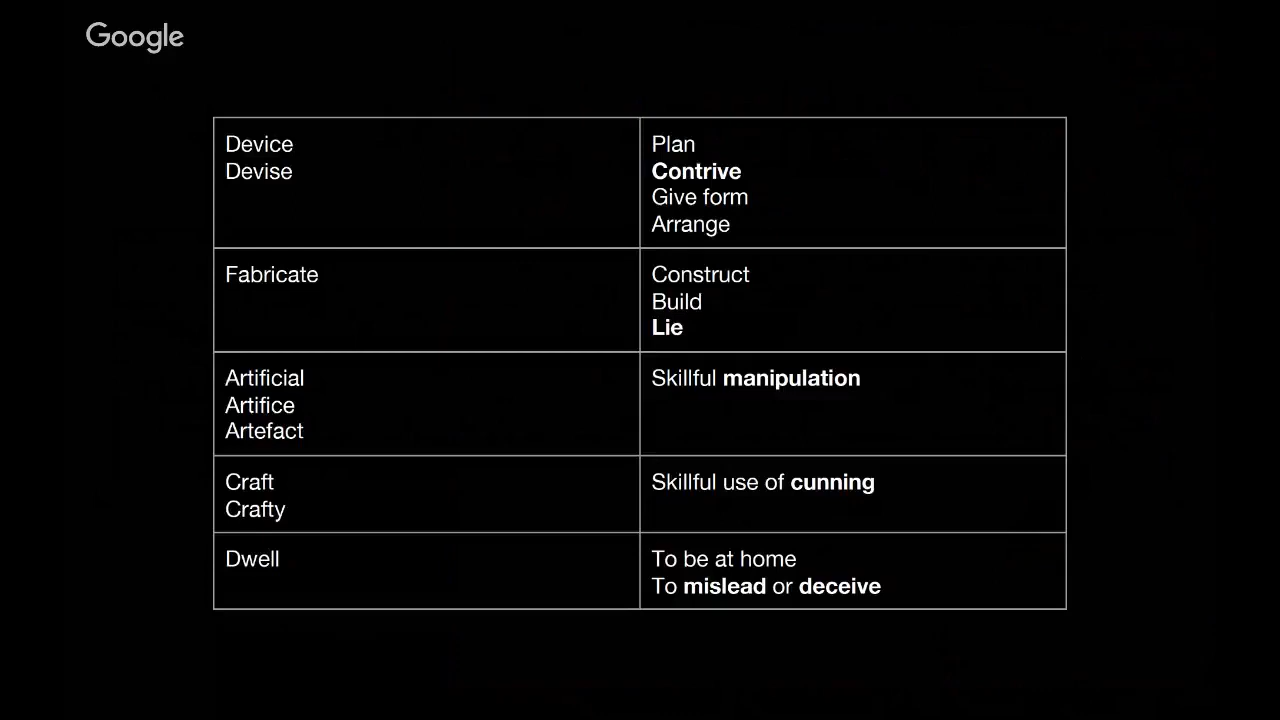 Google
Device
Devise
Plan
Contrive
Give form
Arrange
Fabricate
Construct
Build
Lie
Artificial
Artifice
Artefact
Skillful manipulation
Craft
Crafty
Skillful use of cunning
Dwell
To be at home
To mislead or deceive